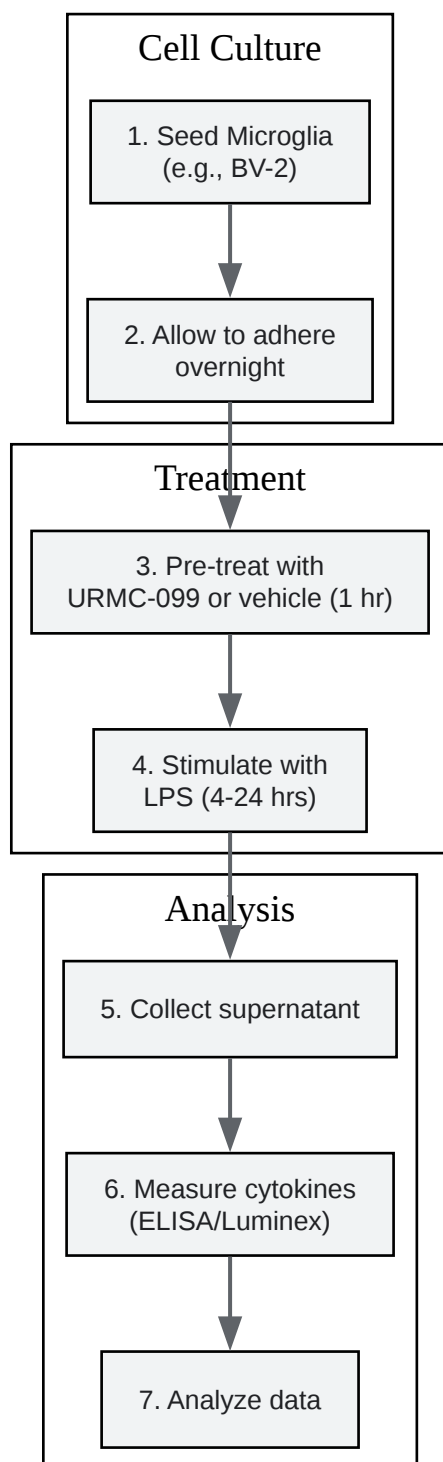 Cell Culture
1. Seed Microglia
(e.g., BV-2)
2. Allow to adhere
overnight
Treatment
3. Pre-treat with
URMC-099 or vehicle (1 hr)
4. Stimulate with
LPS (4-24 hrs)
Analysis
5. Collect supernatant
6. Measure cytokines
(ELISA/Luminex)
7. Analyze data